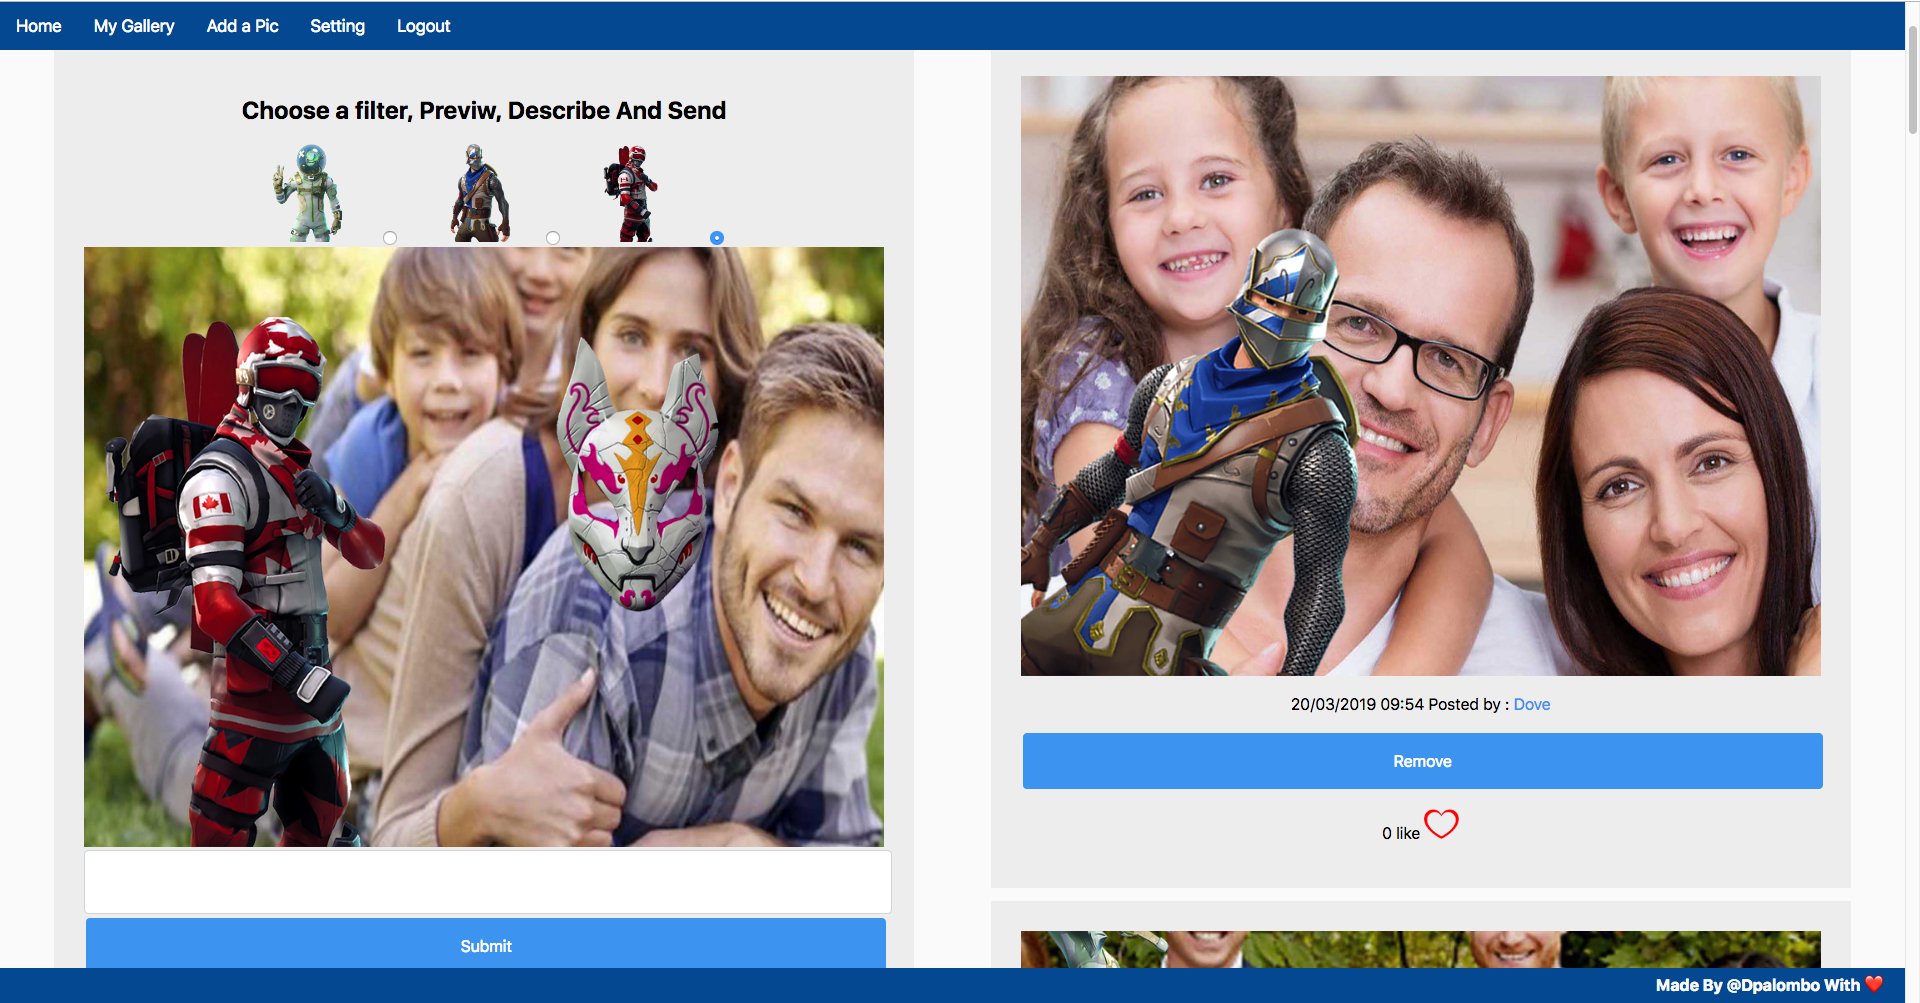 Home My Gallery Add a Pic Setting Logout
Choose a filter, Previw, Describe And Send
Submit
20/03/2019 09:54 Posted by : Dove
Remove
0 like
Made By @Dpalombo With ❤️